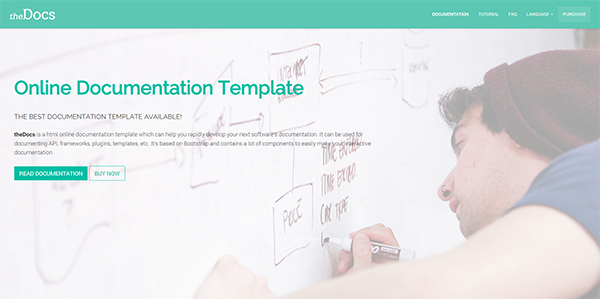 theDocs
DOCUMENTATION TUTORIAL FAQ LANGUAGE PURCHASE
Online Documentation Template
THE BEST DOCUMENTATION TEMPLATE AVAILABLE!
theDocs is a html online documentation template which can help you rapidly develop your next software's documentation. It can be used for
documenting API, frameworks, plugins, templates, etc. It's based on Bootstrap and contains a lot of components to easily make your interactive
documentation.
READ DOCUMENTATION BUY NOW
INTERNET
PRICE